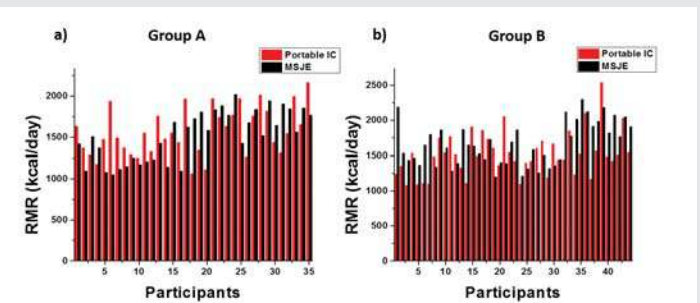 a) Group A
Portable IC
MSJE
RMR (kcal/day)
2000
1500
1000
500
0
5 10 15 20 25 30 35
Participants
b) Group B
Portable IC
MSJE
RMR (kcal/day)
2500
2000
1500
1000
500
0
5 10 15 20 25 30 35 40
Participants